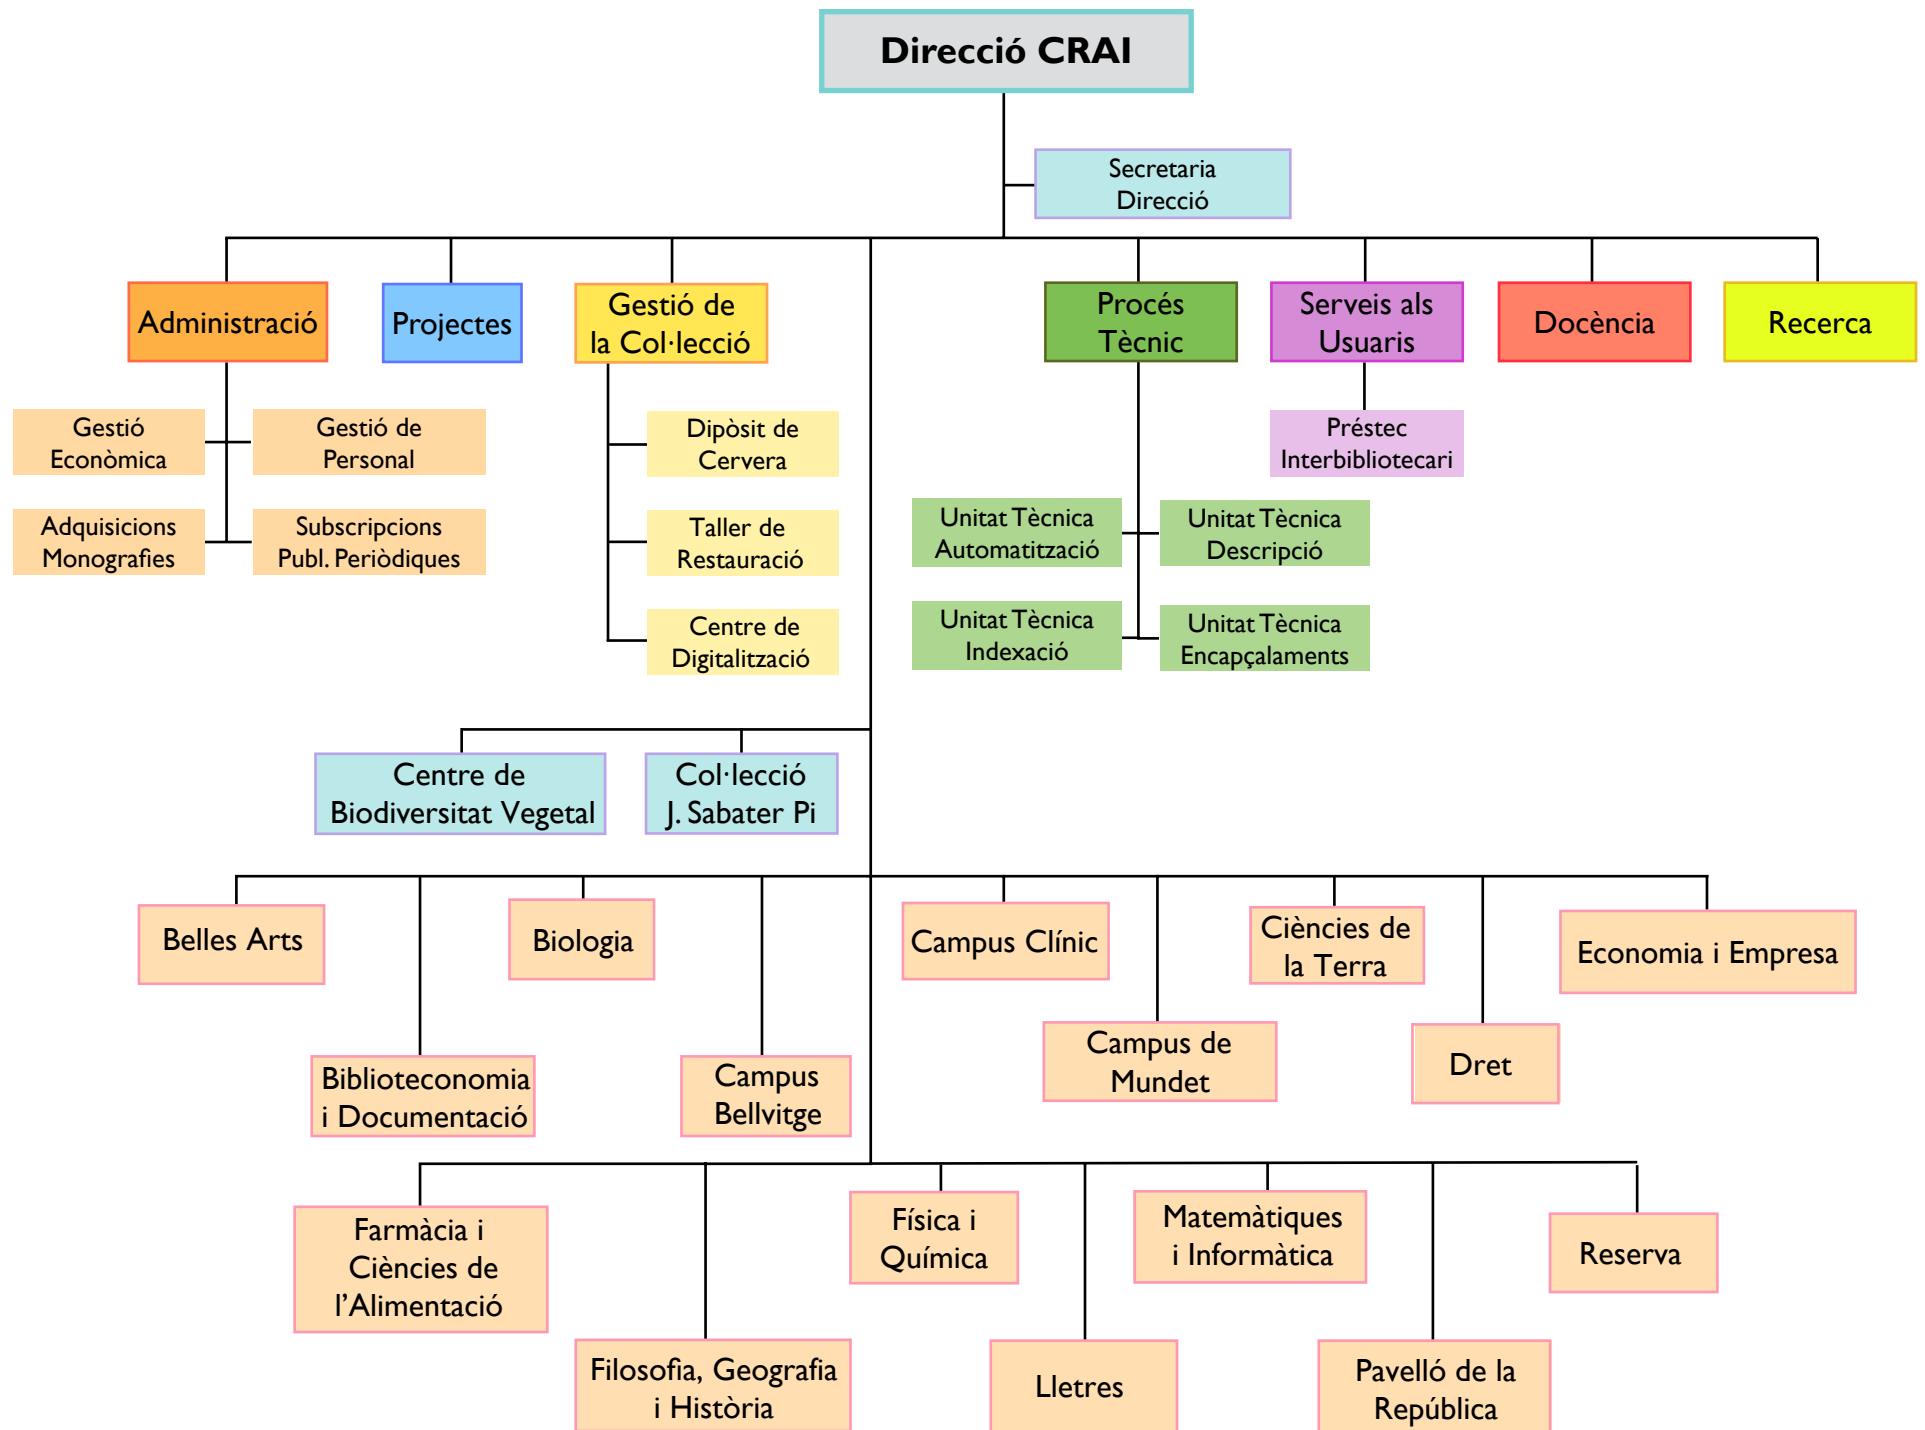 Direcció CRAI
Secretaria
Direcció
Administració
Projectes
Gestió de
la Col·lecció
Procés
Tècnic
Serveis als
Usuaris
Docència
Recerca
Gestió
Econòmica
Gestió de
Personal
Adquisicions
Monografies
Subscripcions
Publ. Periòdiques
Dipòsit de
Cervera
Taller de
Restauració
Centre de
Digitalització
Préstec
Interbibliotecari
Unitat Tècnica
Automatització
Unitat Tècnica
Descripció
Unitat Tècnica
Indexació
Unitat Tècnica
Encapçalaments
Centre de
Biodiversitat Vegetal
Col·lecció
J. Sabater Pi
Belles Arts
Biologia
Campus Clínic
Ciències de
la Terra
Economia i Empresa
Biblioteconomia
i Documentació
Campus
Bellvitge
Campus de
Mundet
Dret
Farmàcia i
Ciències de
l’Alimentació
Física i
Química
Matemàtiques
i Informàtica
Reserva
Filosofia, Geografia
i Història
Lletres
Pavelló de la
República